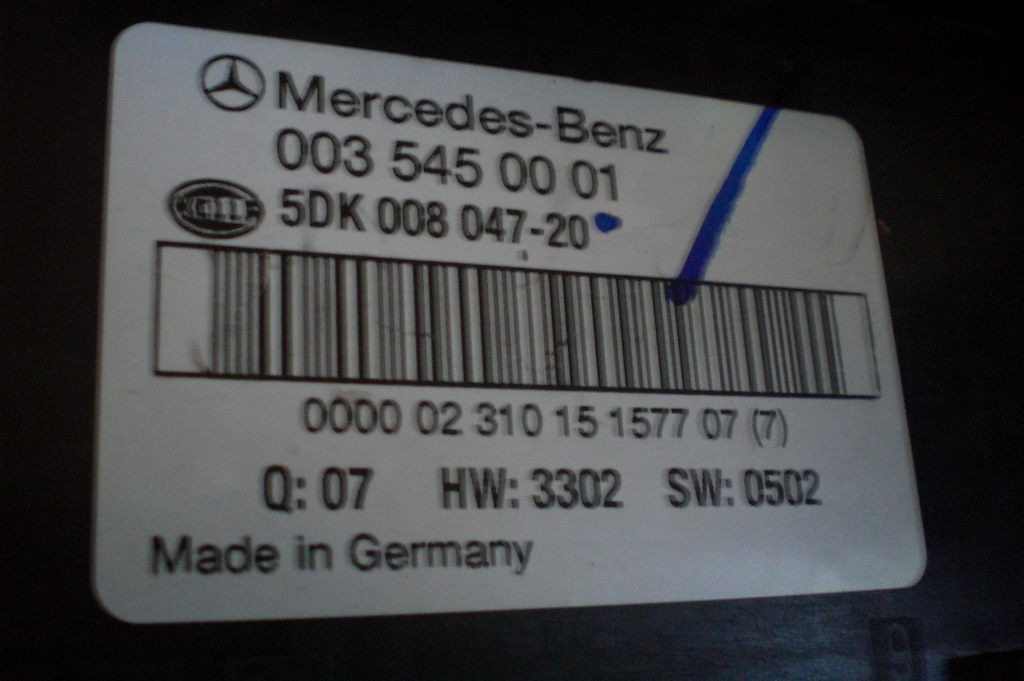 Mercedes-Benz
003 545 00 01
5DK 008 047-20
0000 02 310 15 1577 07 (7)
Q: 07 HW: 3302 SW: 0502
Made in Germany
9